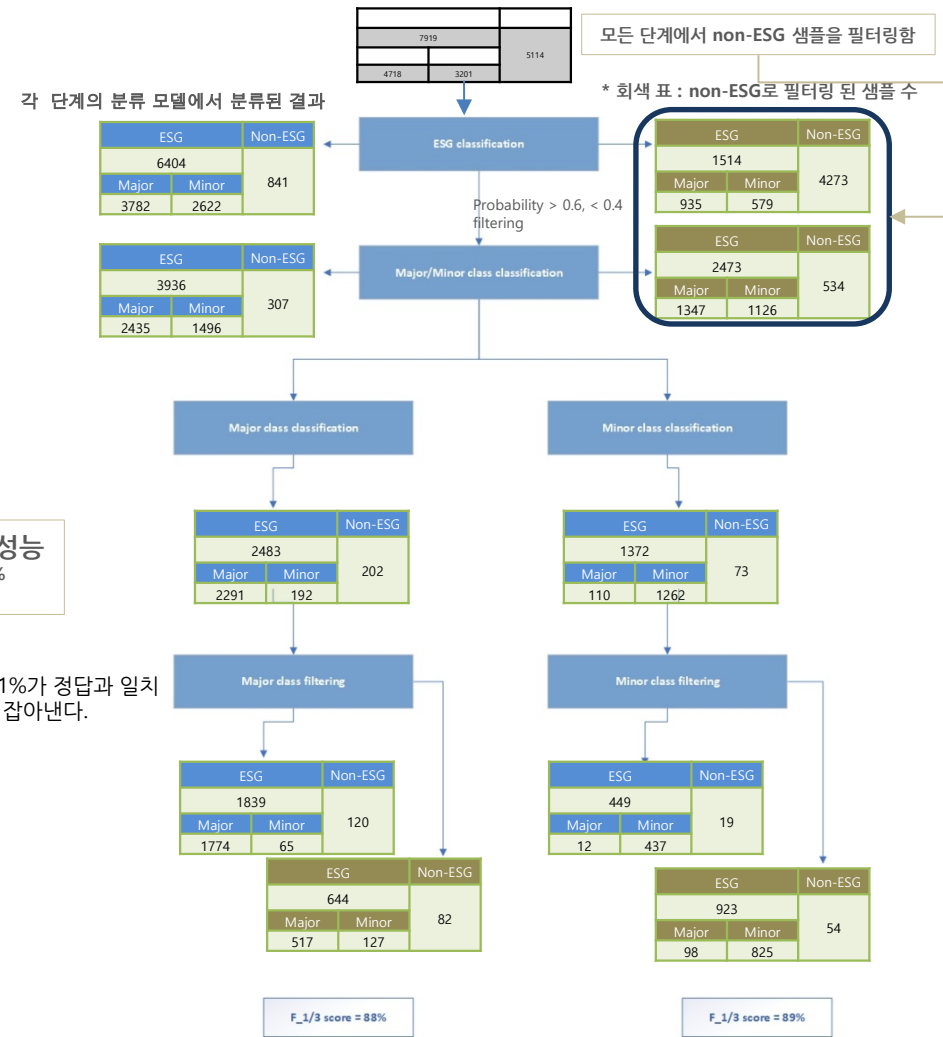 7919
5114
4718 3201
모든 단계에서 non-ESG 샘플을 필터링함
* 회색 표 : non-ESG로 필터링 된 샘플 수
각 단계의 분류 모델에서 분류된 결과
ESG Non-ESG
6404
841
Major Minor
3782 2622
ESG classification
ESG Non-ESG
1514
4273
Major Minor
935 579
Probability > 0.6, < 0.4
filtering
ESG Non-ESG
3936
307
Major Minor
2435 1496
Major/Minor class classification
ESG Non-ESG
2473
534
Major Minor
1347 1126
Major class classification
Minor class classification
ESG Non-ESG
2483
202
Major Minor
2291 192
ESG Non-ESG
1372
73
Major Minor
110 1262
성능
%
1%가 정답과 일치
잡아낸다.
Major class filtering
Minor class filtering
ESG Non-ESG
1839
120
Major Minor
1774 65
ESG Non-ESG
449
19
Major Minor
12 437
ESG Non-ESG
644
82
Major Minor
517 127
ESG Non-ESG
923
54
Major Minor
98 825
F_1/3 score = 88%
F_1/3 score = 89%